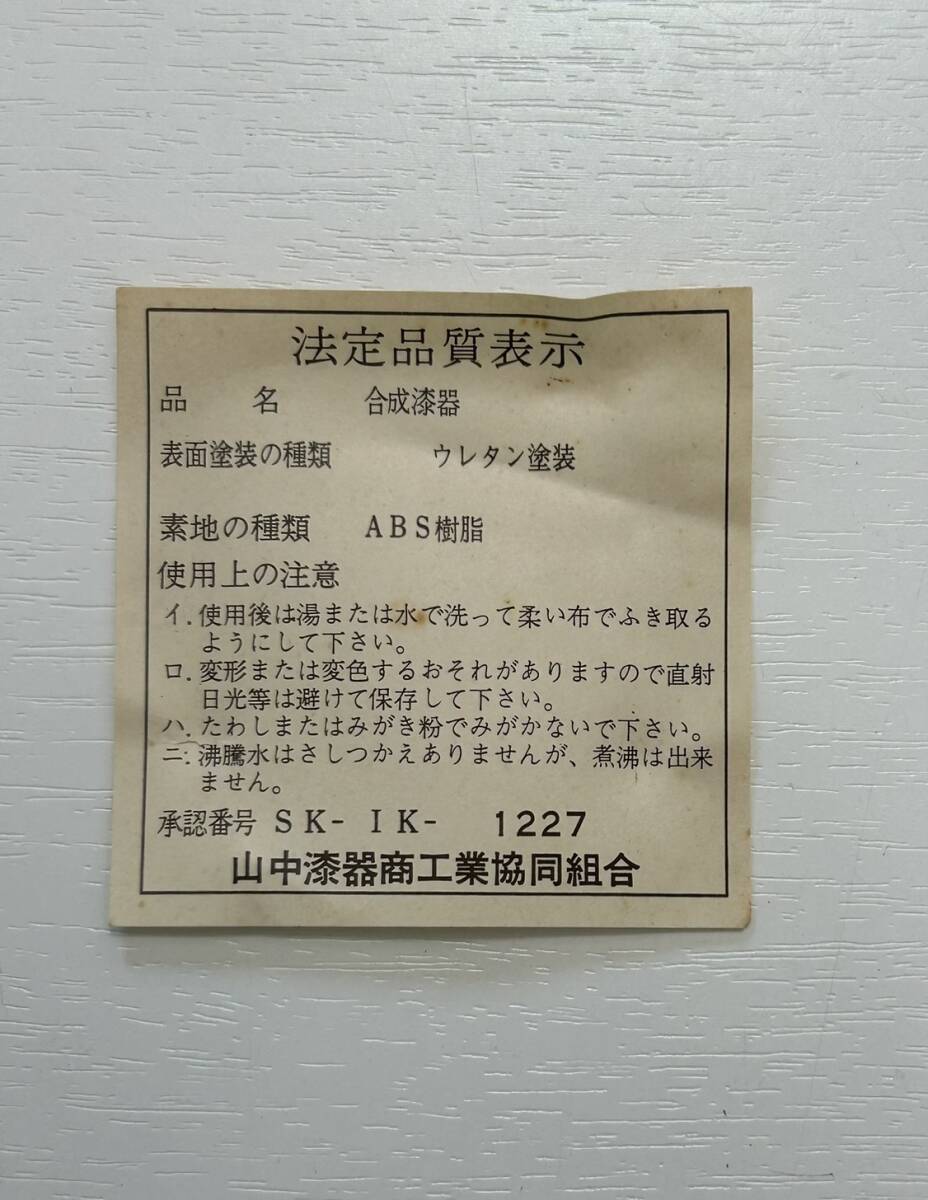 法定品質表示
品　　名　　　合成漆器
表面塗装の種類　　　ウレタン塗装
素地の種類　　ＡＢＳ樹脂
使用上の注意
イ. 使用後は湯または水で洗って柔い布でふき取る
ようにして下さい。
ロ. 変形または変色するおそれがありますので直射
日光等は避けて保存して下さい。
ハ. たわしまたはみがき粉でみがかないで下さい。
ニ. 沸騰水はさしつかえありませんが、煮沸は出来
ません。
承認番号 ＳＫ- ＩＫ-　1227
山中漆器商工業協同組合